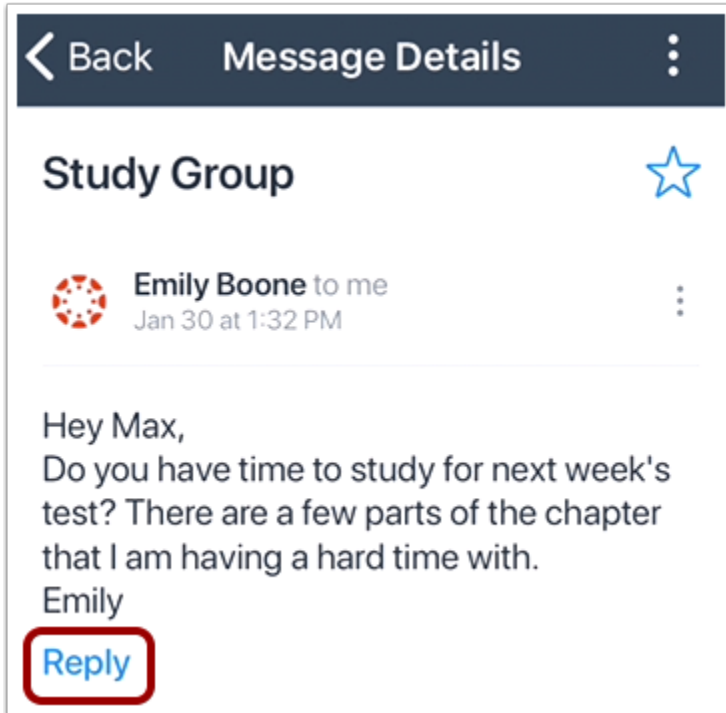 Back Message Details
Study Group
Emily Boone to me
Jan 30 at 1:32 PM
Hey Max,
Do you have time to study for next week's
test? There are a few parts of the chapter
that I am having a hard time with.
Emily
Reply